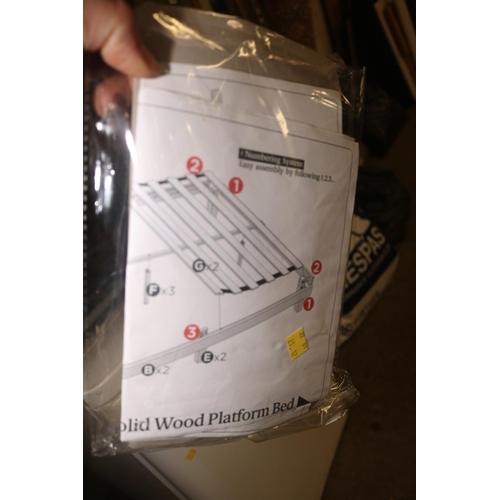 Numbering System
Easy assembly by following 1.2.3...
2
1
G×2
F×3
2
1
3
B×2
E×2
olid Wood Platform Bed
ESPAS